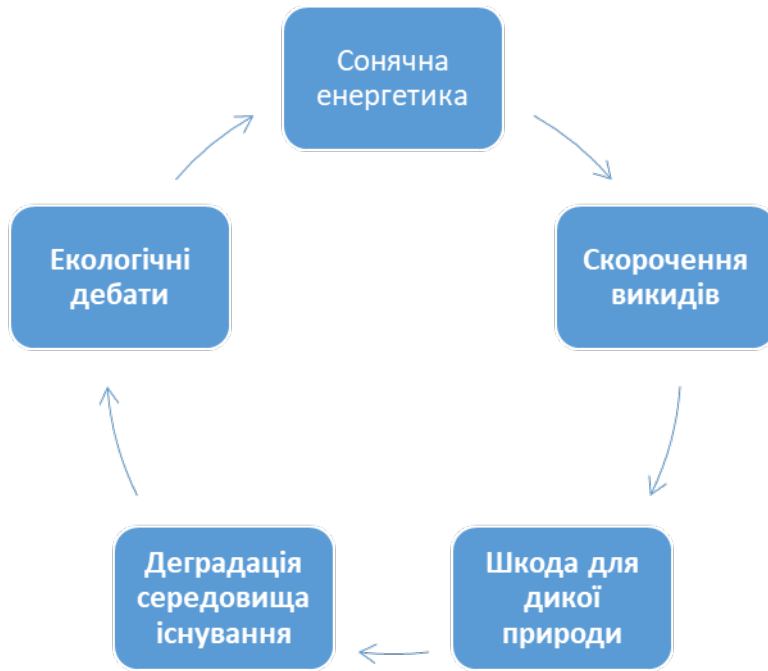 Сонячна
енергетика
Скорочення
викидів
Шкода для
дикої
природи
Деградація
середовища
існування
Екологічні
дебати